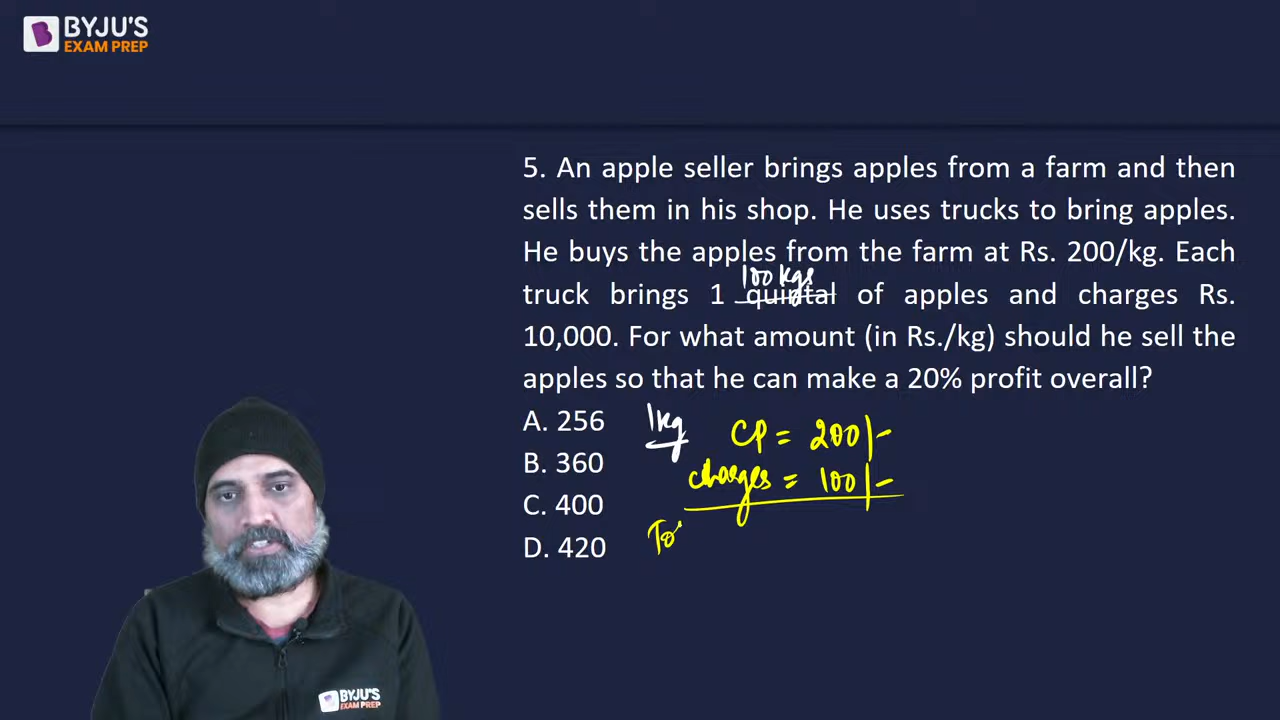 BYJU'S
EXAM PREP
5. An apple seller brings apples from a farm and then
sells them in his shop. He uses trucks to bring apples.
He buys the apples from the farm at Rs. 200/kg. Each
100 kgs
truck brings 1 quintal of apples and charges Rs.
10,000. For what amount (in Rs./kg) should he sell the
apples so that he can make a 20% profit overall?
A. 256
B. 360
C. 400
D. 420
1kg
CP = 200/-
charges = 100/-
To
BYJU'S
EXAM PREP